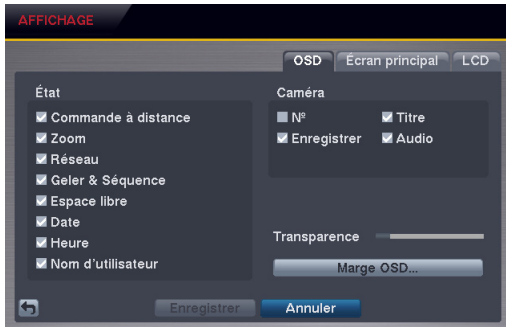 AFFICHAGE
OSD Écran principal LCD
État
Commande à distance
Zoom
Réseau
Geler & Séquence
Espace libre
Date
Heure
Nom d'utilisateur
Caméra
Nº Titre
Enregistrer Audio
Transparence
Marge OSD...
Enregistrer Annuler